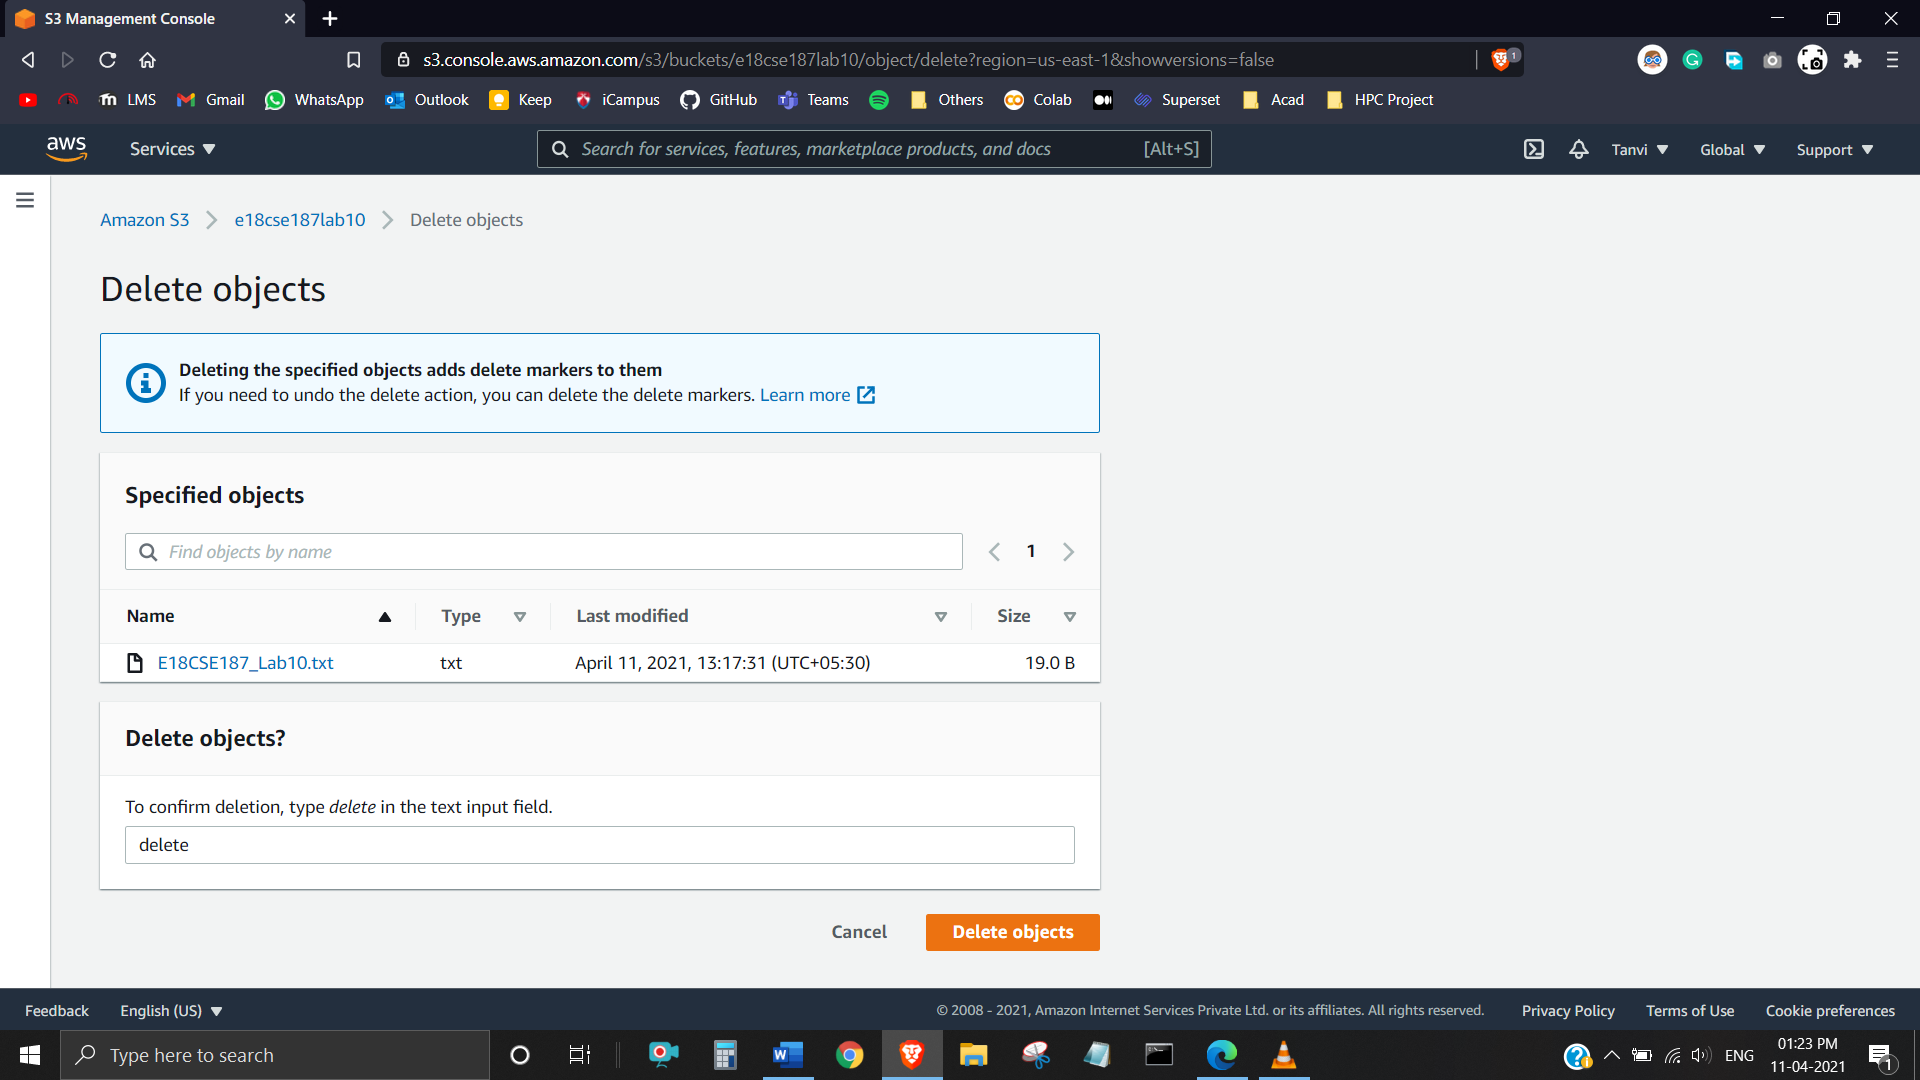 S3 Management Console
s3.console.aws.amazon.com/s3/buckets/e18cse187lab10/object/delete?region=us-east-1&showversions=false
1
LMS Gmail WhatsApp Outlook Keep iCampus GitHub Teams Others Colab Superset Acad HPC Project
aws Services Search for services, features, marketplace products, and docs [Alt+S] Tanvi Global Support
Amazon S3 e18cse187lab10 Delete objects
Delete objects
Deleting the specified objects adds delete markers to them
If you need to undo the delete action, you can delete the delete markers. Learn more
Specified objects
Find objects by name 1
Name Type Last modified Size
E18CSE187_Lab10.txt txt April 11, 2021, 13:17:31 (UTC+05:30) 19.0 B
Delete objects?
To confirm deletion, type delete in the text input field.
delete
Cancel Delete objects
Feedback English (US) © 2008 - 2021, Amazon Internet Services Private Ltd. or its affiliates. All rights reserved. Privacy Policy Terms of Use Cookie preferences
Type here to search ENG 01:23 PM
11-04-2021 1